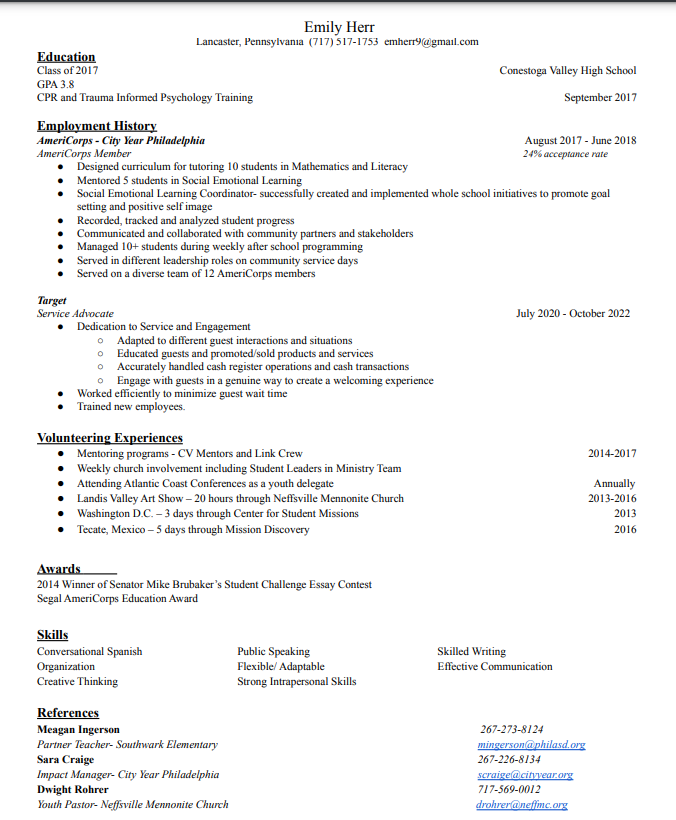 Emily Herr
Lancaster, Pennsylvania (717) 517-1753 emherr9@gmail.com
Education
Class of 2017 Conestoga Valley High School
GPA 3.8
CPR and Trauma Informed Psychology Training September 2017
Employment History
AmeriCorps - City Year Philadelphia August 2017 - June 2018
AmeriCorps Member 24% acceptance rate
● Designed curriculum for tutoring 10 students in Mathematics and Literacy
● Mentored 5 students in Social Emotional Learning
● Social Emotional Learning Coordinator- successfully created and implemented whole school initiatives to promote goal
setting and positive self image
● Recorded, tracked and analyzed student progress
● Communicated and collaborated with community partners and stakeholders
● Managed 10+ students during weekly after school programming
● Served in different leadership roles on community service days
● Served on a diverse team of 12 AmeriCorps members
Target
Service Advocate July 2020 - October 2022
● Dedication to Service and Engagement
○ Adapted to different guest interactions and situations
○ Educated guests and promoted/sold products and services
○ Accurately handled cash register operations and cash transactions
○ Engage with guests in a genuine way to create a welcoming experience
● Worked efficiently to minimize guest wait time
● Trained new employees.
Volunteering Experiences
● Mentoring programs - CV Mentors and Link Crew 2014-2017
● Weekly church involvement including Student Leaders in Ministry Team
● Attending Atlantic Coast Conferences as a youth delegate Annually
● Landis Valley Art Show – 20 hours through Neffsville Mennonite Church 2013-2016
● Washington D.C. – 3 days through Center for Student Missions 2013
● Tecate, Mexico – 5 days through Mission Discovery 2016
Awards
2014 Winner of Senator Mike Brubaker's Student Challenge Essay Contest
Segal AmeriCorps Education Award
Skills
Conversational Spanish Public Speaking Skilled Writing
Organization Flexible/ Adaptable Effective Communication
Creative Thinking Strong Intrapersonal Skills
References
Meagan Ingerson 267-273-8124
Partner Teacher- Southwark Elementary mingerson@philasd.org
Sara Craige 267-226-8134
Impact Manager- City Year Philadelphia scraige@cityyear.org
Dwight Rohrer 717-569-0012
Youth Pastor- Neffsville Mennonite Church drohrer@neffmc.org